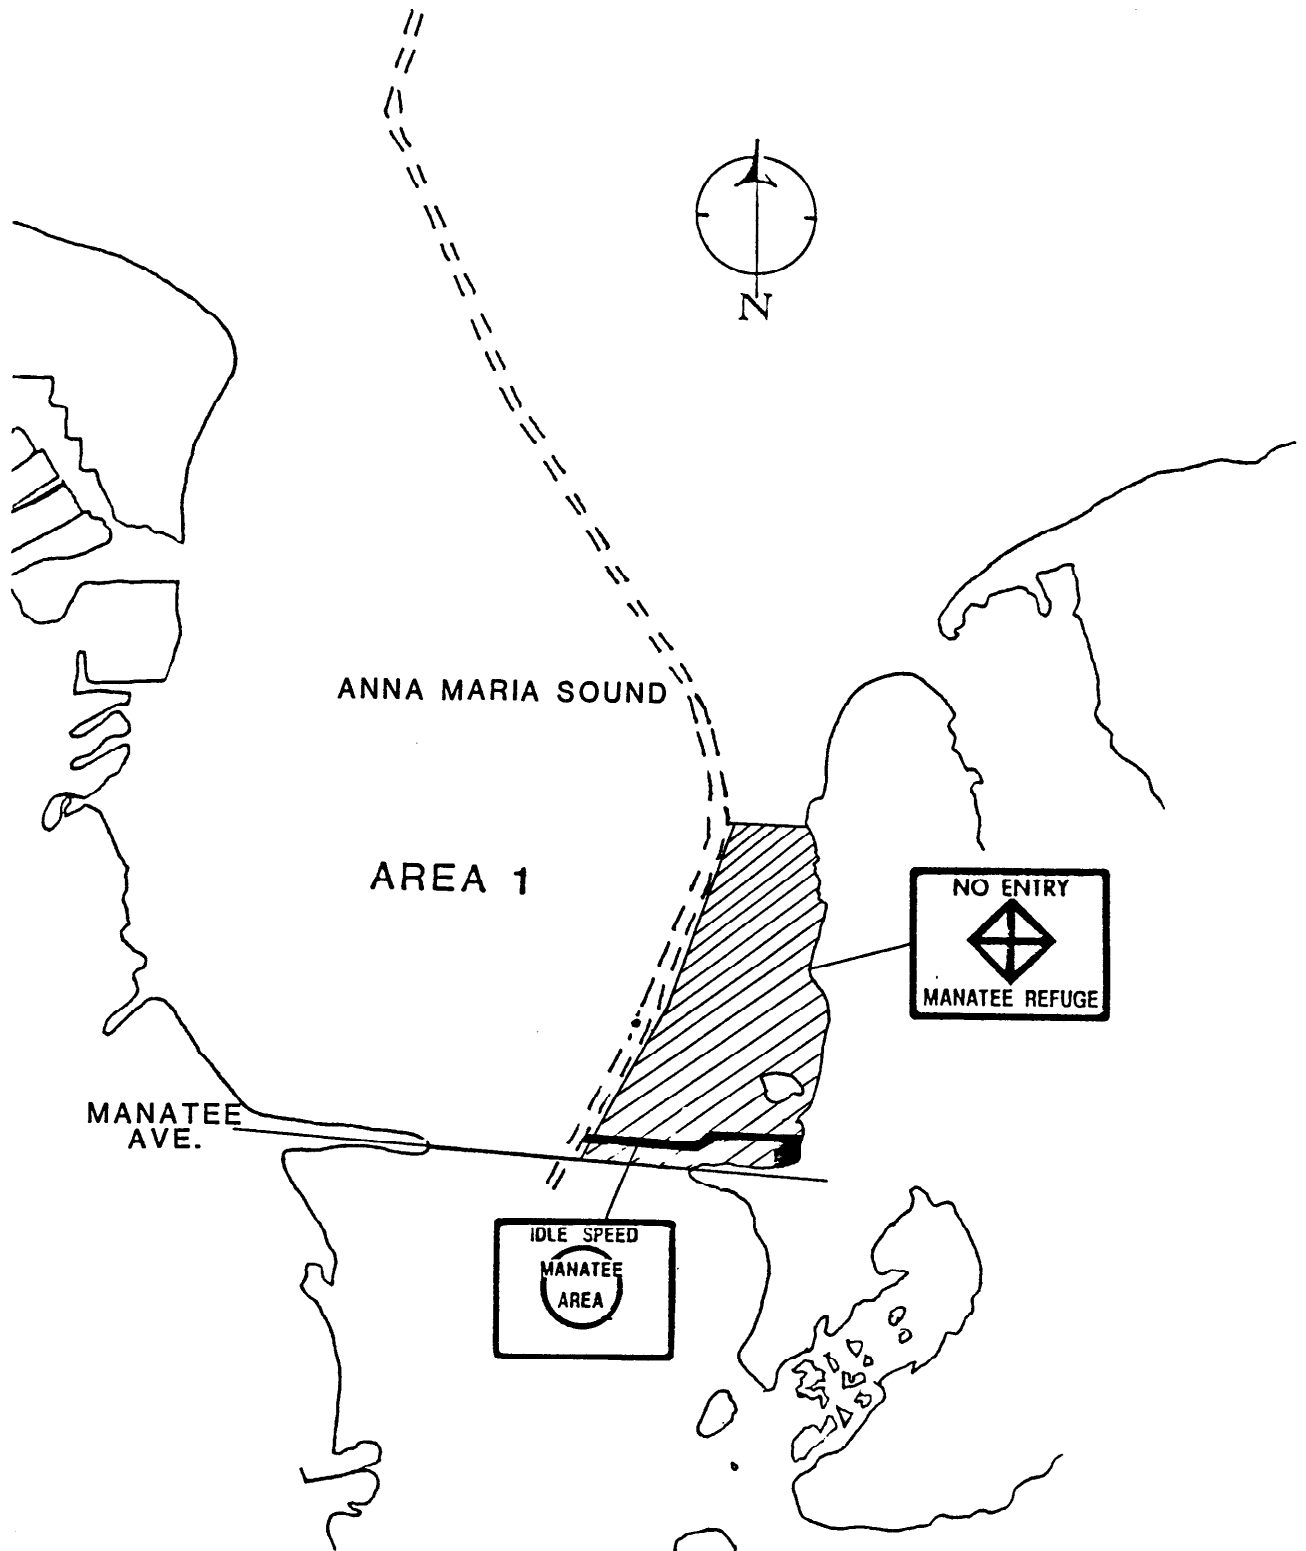 N
ANNA MARIA SOUND
AREA 1
NO ENTRY
MANATEE REFUGE
MANATEE
AVE.
IDLE SPEED
MANATEE
AREA